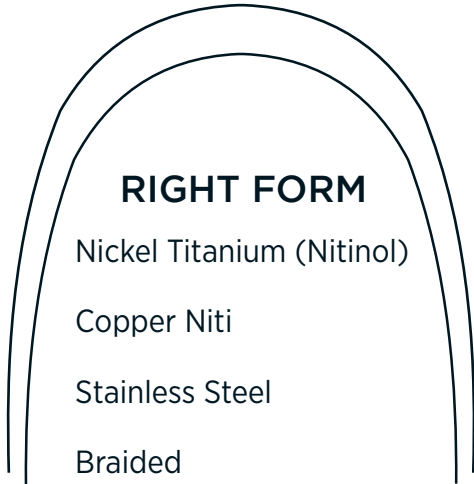 RIGHT FORM
Nickel Titanium (Nitinol)
Copper Niti
Stainless Steel
Braided